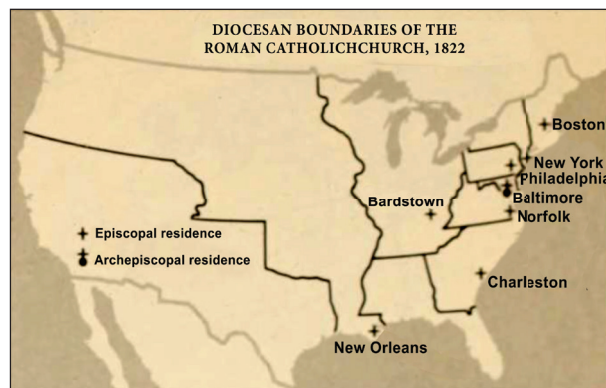 DIOCESAN BOUNDARIES OF THE
ROMAN CATHOLICHCHURCH, 1822
Boston
New York
Philadelphia
Baltimore
Bardstown
Norfolk
Episcopal residence
Archepiscopal residence
Charleston
New Orleans